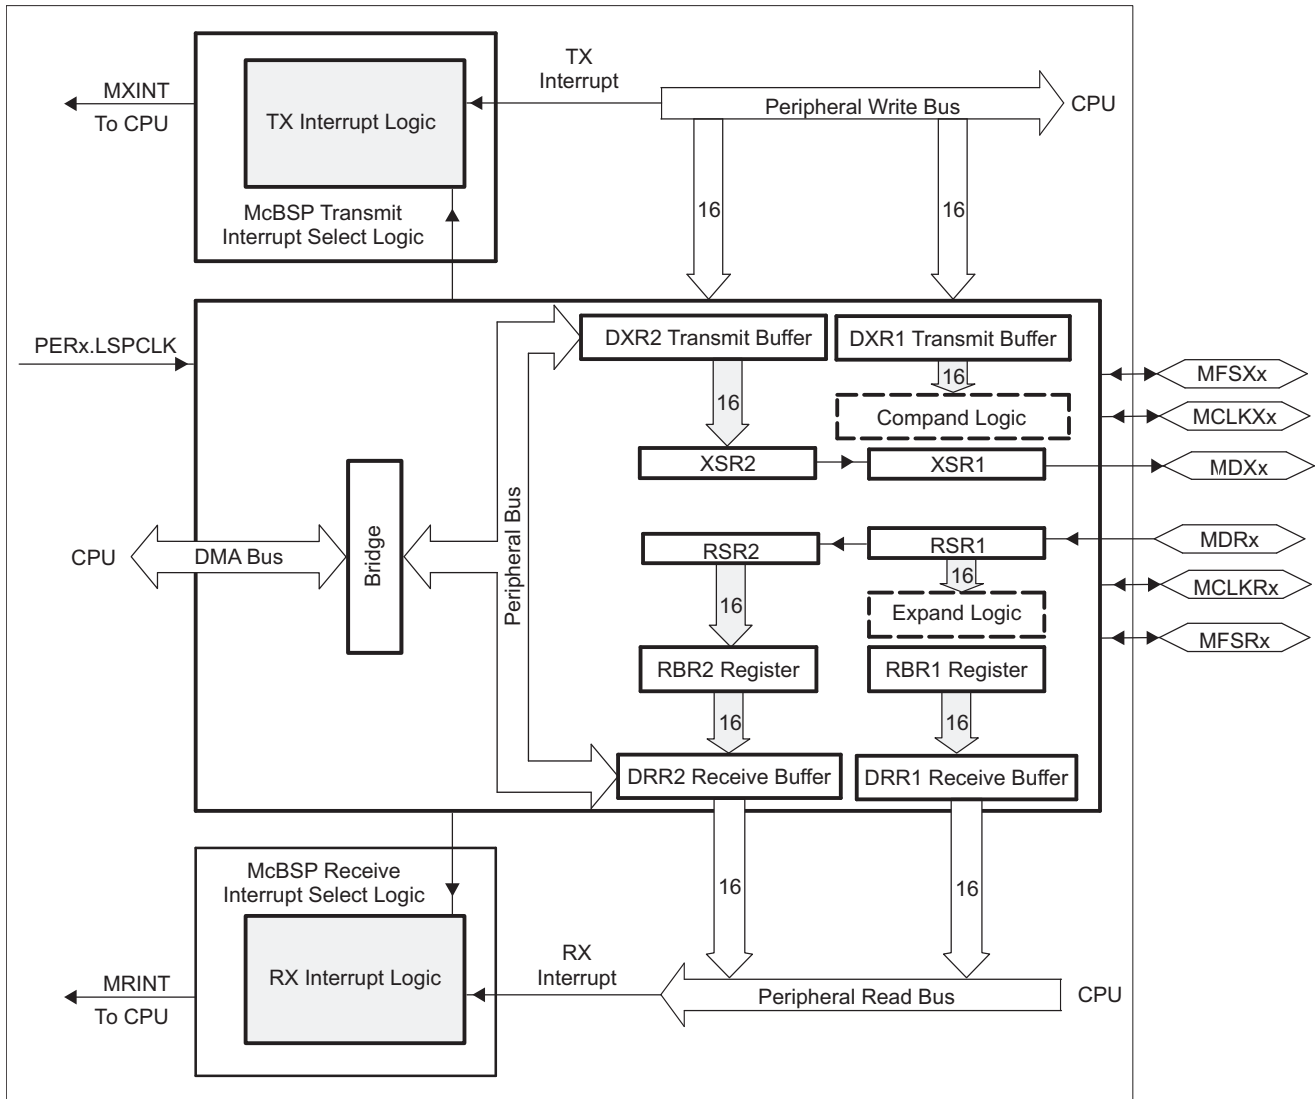 TX
Interrupt
MXINT
To CPU
TX Interrupt Logic
Peripheral Write Bus
CPU
McBSP Transmit
Interrupt Select Logic
16
16
PERx.LSPCLK
DXR2 Transmit Buffer
DXR1 Transmit Buffer
MFSXx
16
16
Compand Logic
MCLKXx
XSR2
XSR1
MDXx
Peripheral Bus
CPU
DMA Bus
Bridge
RSR2
RSR1
MDRx
16
16
MCLKRx
Expand Logic
MFSRx
RBR2 Register
RBR1 Register
16
16
DRR2 Receive Buffer
DRR1 Receive Buffer
McBSP Receive
Interrupt Select Logic
16
16
RX
Interrupt
MRINT
To CPU
RX Interrupt Logic
Peripheral Read Bus
CPU